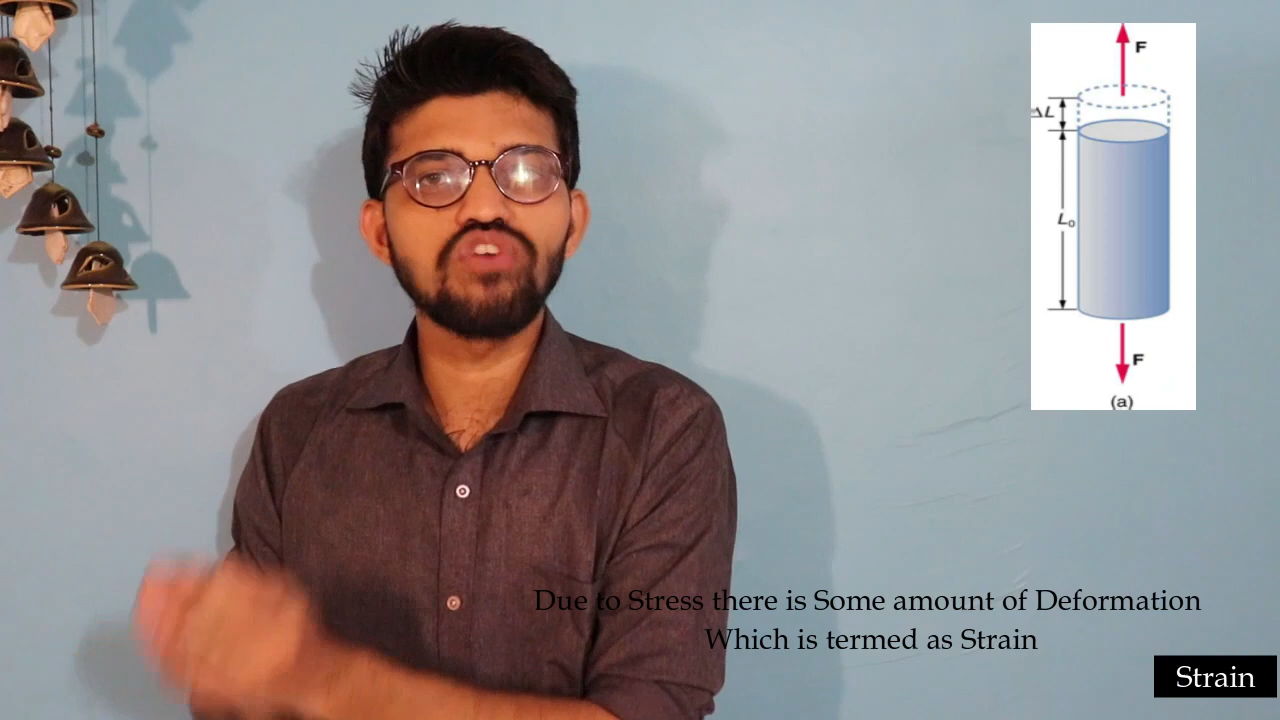 F
ΔL
L₀
F
(a)
Due to Stress there is Some amount of Deformation
Which is termed as Strain
Strain